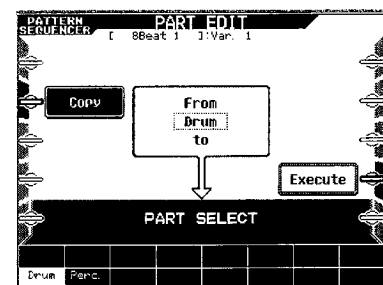 PATTERN
SEQUENCER
PART EDIT
[ 8Beat 1 ]:Var. 1
Copy
From
Drum
to
Execute
PART SELECT
Drum Perc.